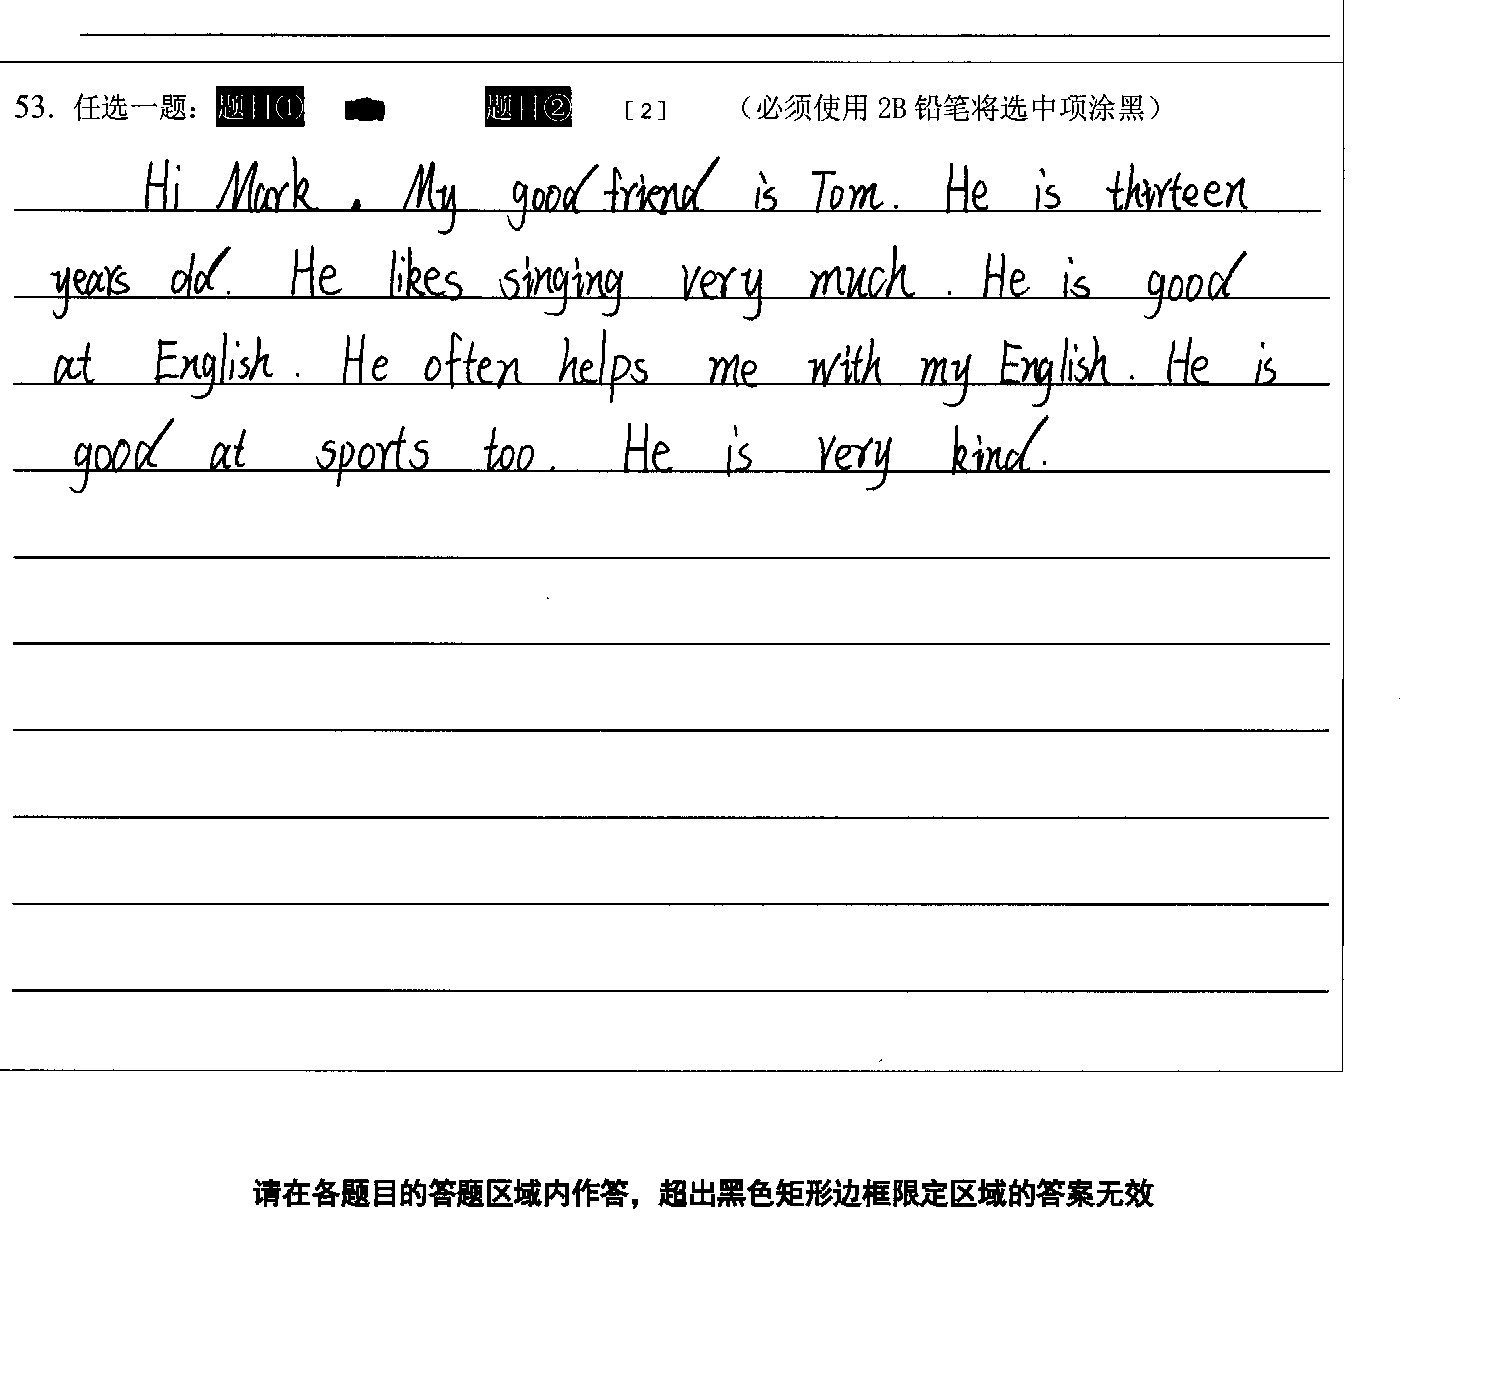 53. 任选一题： 题目① 题目② [2] （必须使用 2B 铅笔将选中项涂黑）
Hi Mark . My good friend is Tom. He is thirteen
years old. He likes singing very much . He is good
at English . He often helps me with my English . He is
good at sports too . He is very kind.
请在各题目的答题区域内作答，超出黑色矩形边框限定区域的答案无效